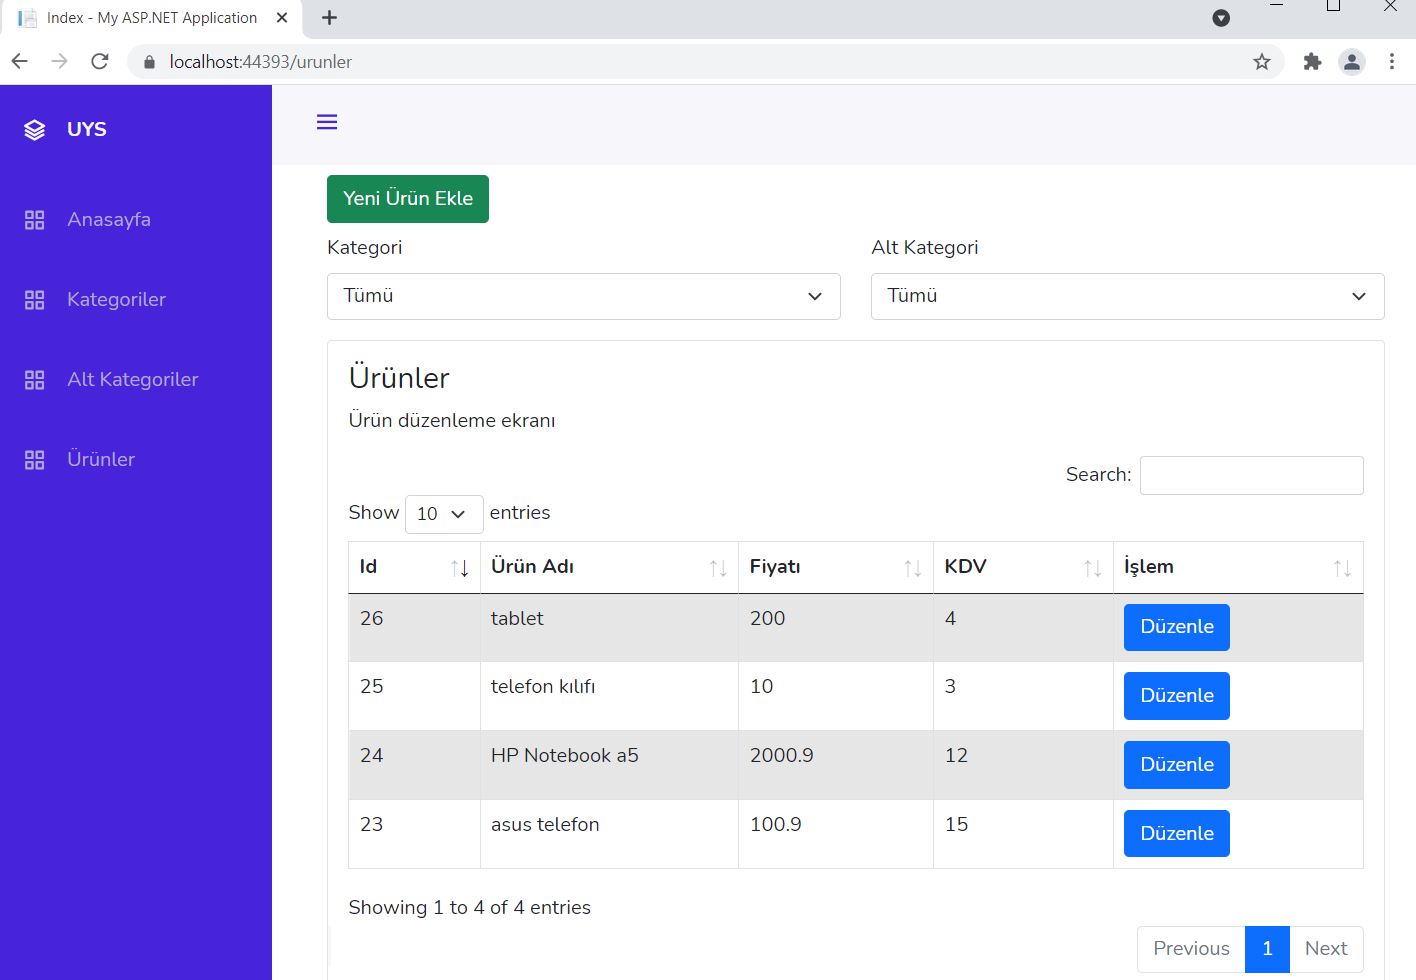 Index - My ASP.NET Application
localhost:44393/urunler
UYS
Anasayfa
Kategoriler
Alt Kategoriler
Ürünler
Yeni Ürün Ekle
Kategori Alt Kategori
Tümü Tümü
Ürünler
Ürün düzenleme ekranı
Search:
Show 10 entries
Id Ürün Adı Fiyatı KDV İşlem
26 tablet 200 4 Düzenle
25 telefon kılıfı 10 3 Düzenle
24 HP Notebook a5 2000.9 12 Düzenle
23 asus telefon 100.9 15 Düzenle
Showing 1 to 4 of 4 entries
Previous 1 Next